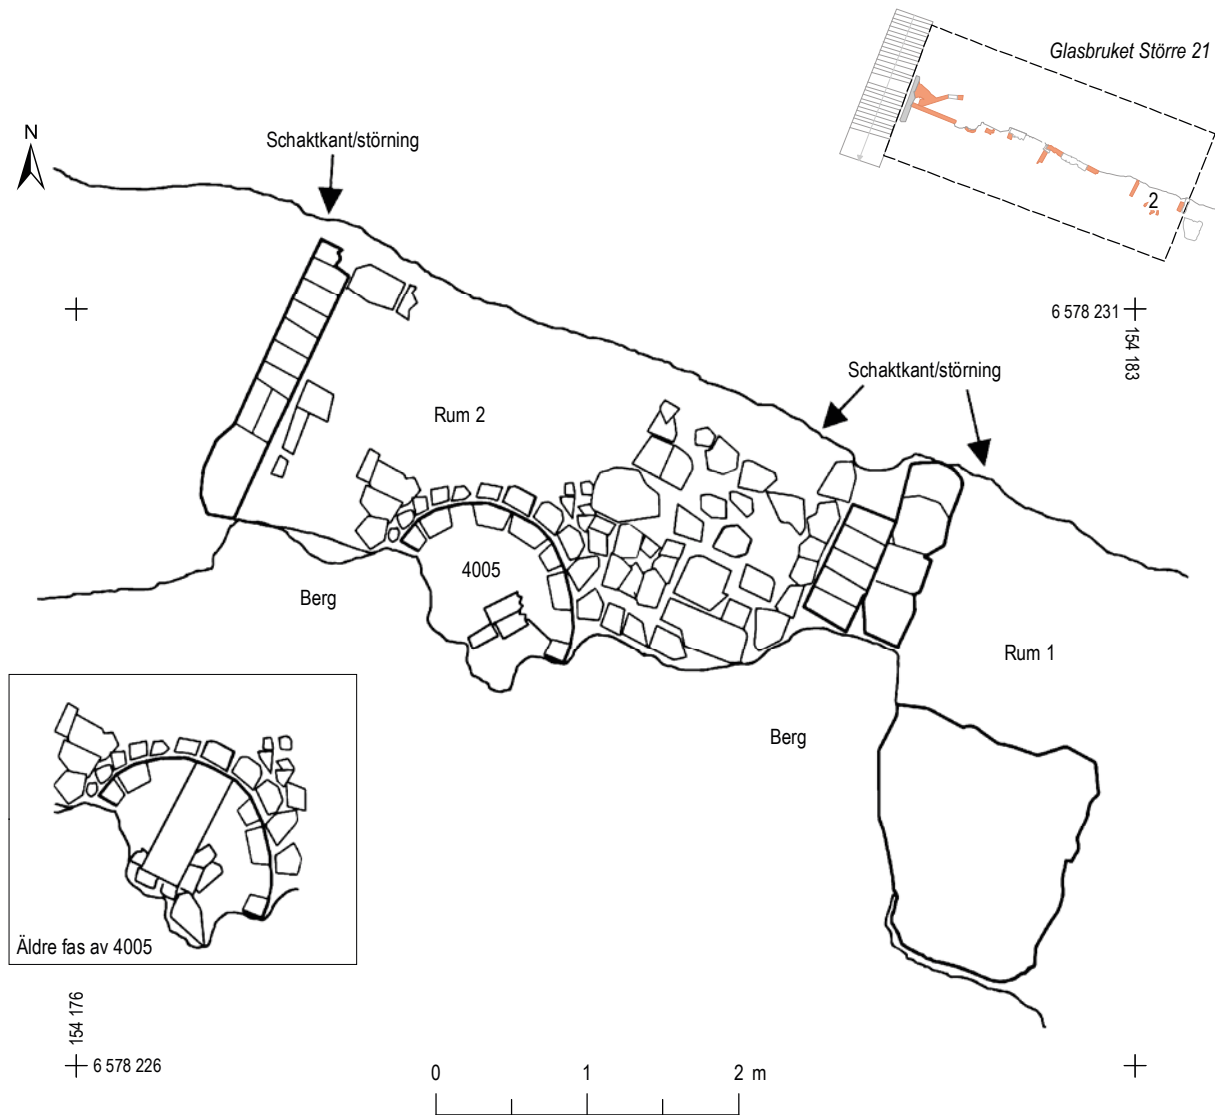 Glasbruket Större 21
2
N
Schaktkant/störning
6 578 231
154 183
Schaktkant/störning
Rum 2
4005
Berg
Rum 1
Berg
Äldre fas av 4005
154 176
6 578 226
0 1 2 m